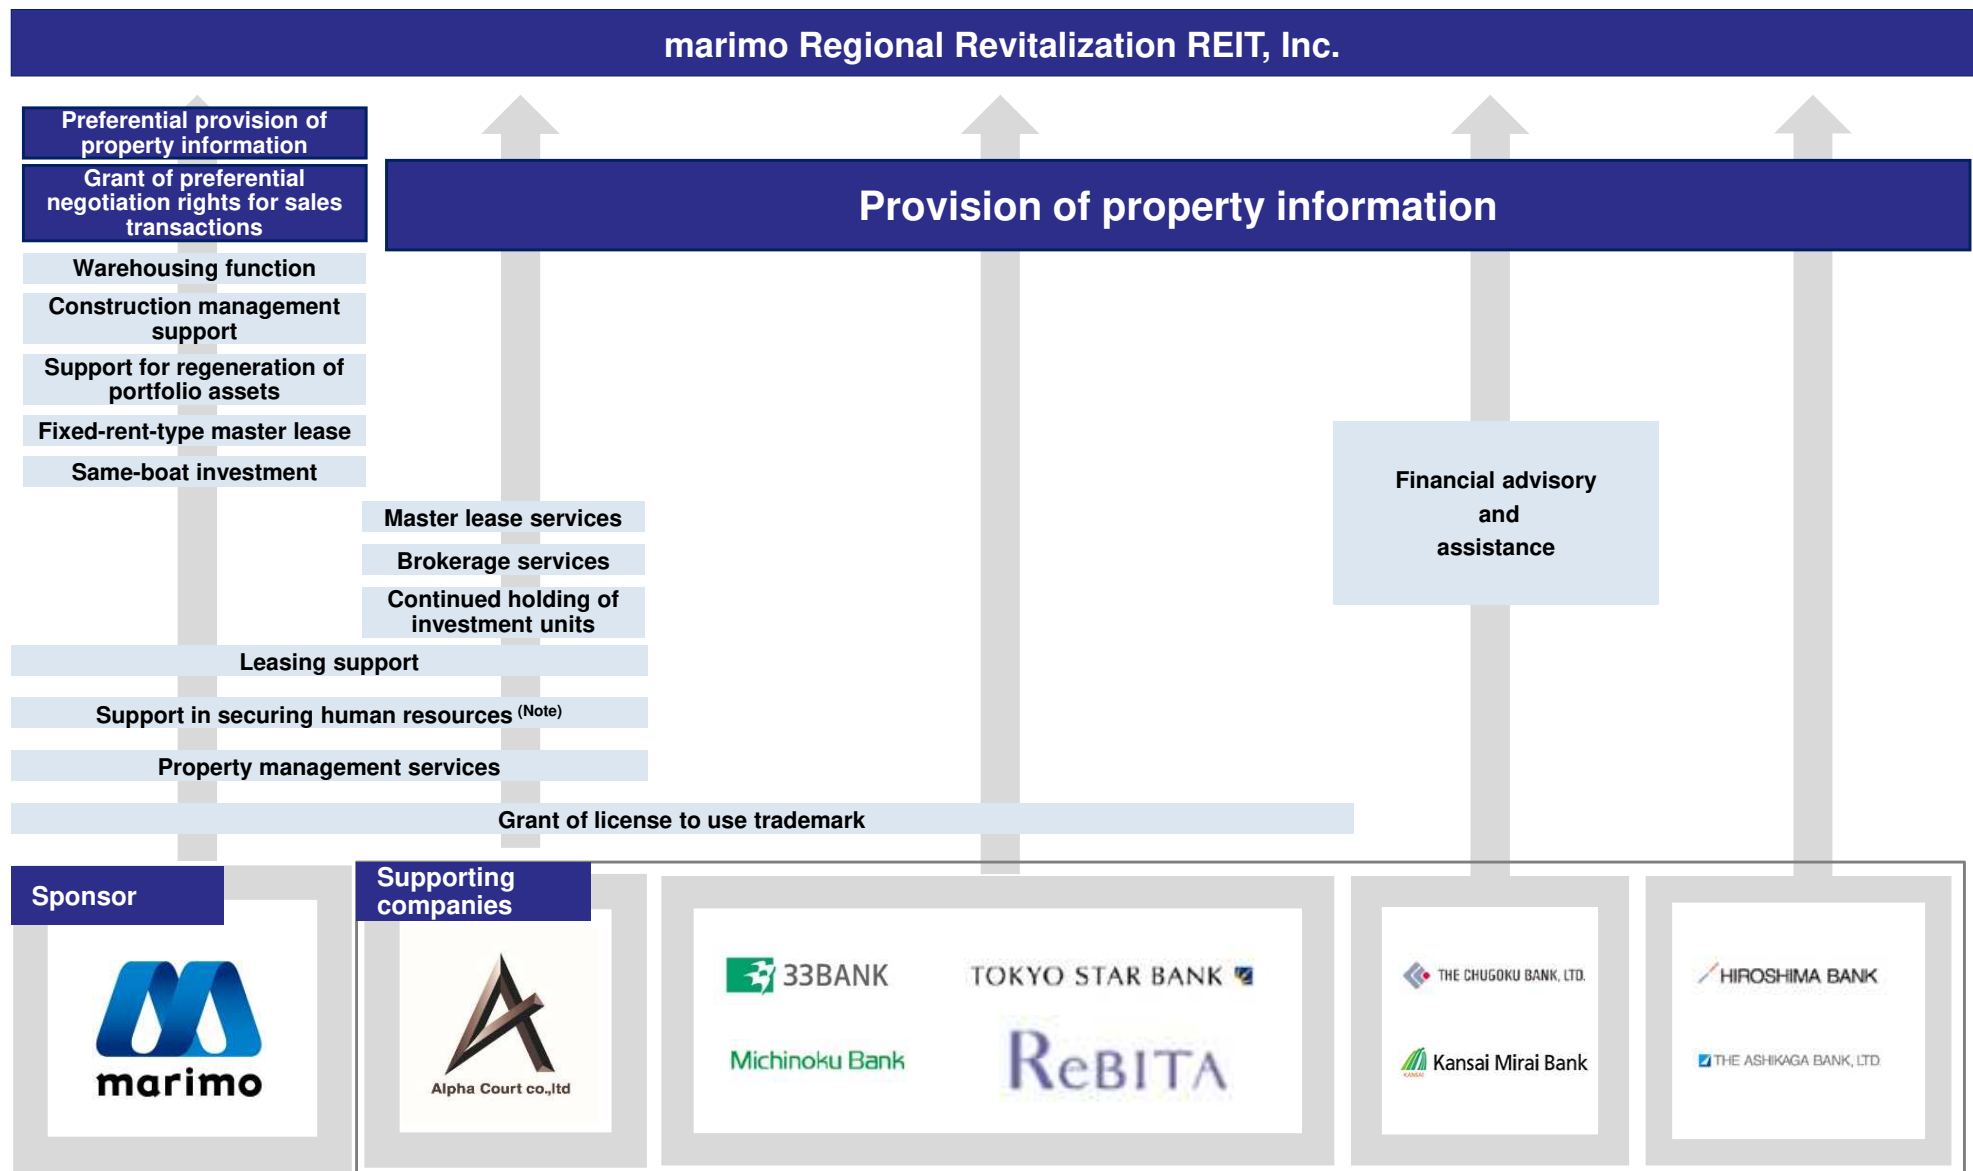 marimo Regional Revitalization REIT, Inc.
Preferential provision of
property information
Grant of preferential
negotiation rights for sales
transactions
Provision of property information
Warehousing function
Construction management
support
Support for regeneration of
portfolio assets
Fixed-rent-type master lease
Same-boat investment
Master lease services
Brokerage services
Continued holding of
investment units
Financial advisory
and
assistance
Leasing support
Support in securing human resources (Note)
Property management services
Grant of license to use trademark
Sponsor
marimo
Supporting
companies
Alpha Court co.,ltd
33BANK
TOKYO STAR BANK
Michinoku Bank
ReBITA
THE CHUGOKU BANK, LTD.
KANSAI
Kansai Mirai Bank
HIROSHIMA BANK
THE ASHIKAGA BANK, LTD.